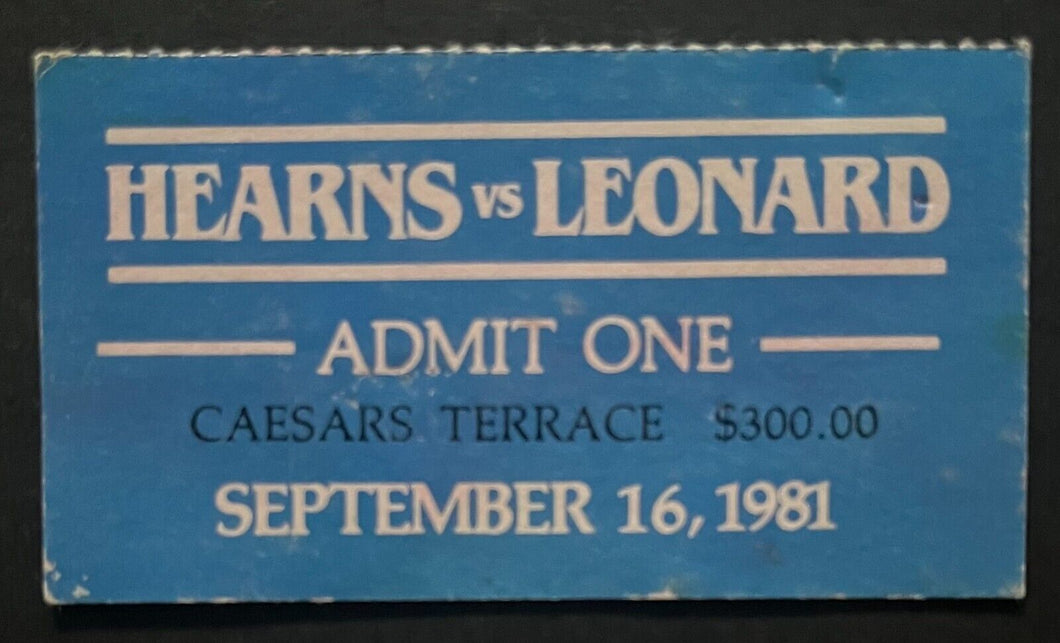 HEARNS vs LEONARD
ADMIT ONE
CAESARS TERRACE $300.00
SEPTEMBER 16, 1981